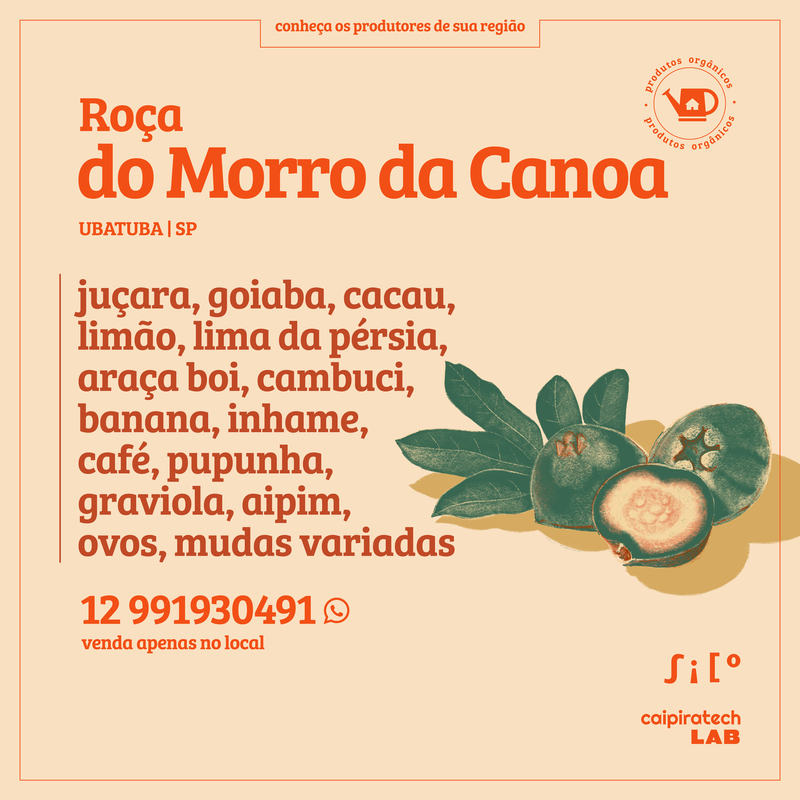 conheça os produtores de sua região
produtos orgânicos
produtos orgânicos
Roça
do Morro da Canoa
UBATUBA | SP
juçara, goiaba, cacau,
limão, lima da pérsia,
araça boi, cambuci,
banana, inhame,
café, pupunha,
graviola, aipim,
ovos, mudas variadas
12 991930491
venda apenas no local
caipiratech
LAB